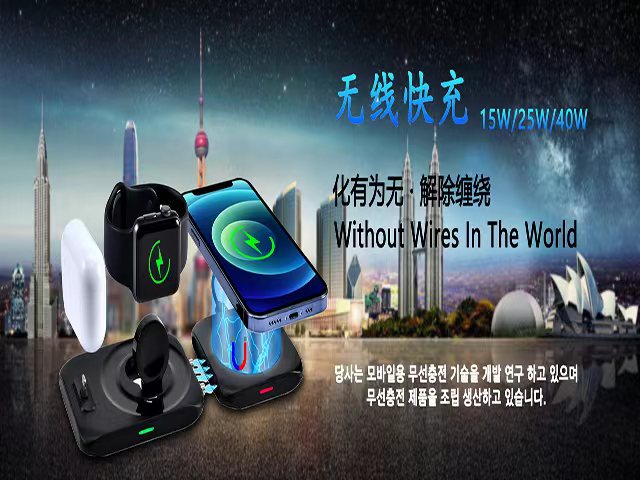 无线快充 15W/25W/40W
化有为无·解除缠绕
Without Wires In The World
당사는 모바일용 무선충전 기술을 개발 연구 하고 있으며
무선충전 제품을 조립 생산하고 있습니다.